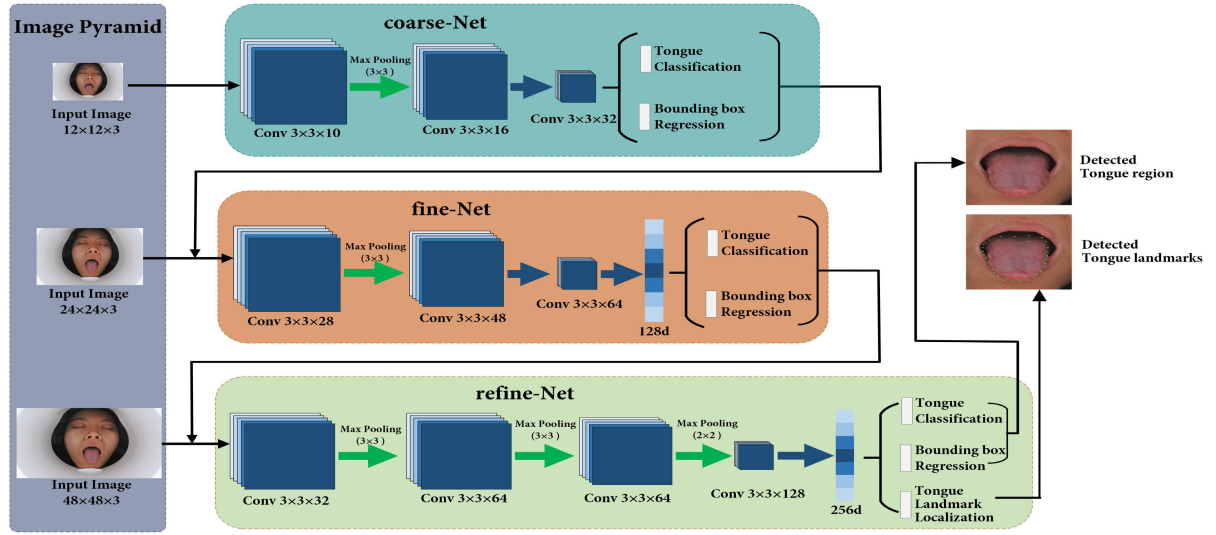 Image Pyramid
Input Image
12×12×3
Input Image
24×24×3
Input Image
48×48×3
coarse-Net
Conv 3×3×10
Max Pooling
(3×3)
Conv 3×3×16
Conv 3×3×32
Tongue
Classification
Bounding box
Regression
fine-Net
Conv 3×3×28
Max Pooling
(3×3)
Conv 3×3×48
Conv 3×3×64
128d
Tongue
Classification
Bounding box
Regression
refine-Net
Conv 3×3×32
Max Pooling
(3×3)
Conv 3×3×64
Max Pooling
(3×3)
Conv 3×3×64
Max Pooling
(2×2)
Conv 3×3×128
256d
Tongue
Classification
Bounding box
Regression
Tongue
Landmark
Localization
Detected
Tongue region
Detected
Tongue landmarks